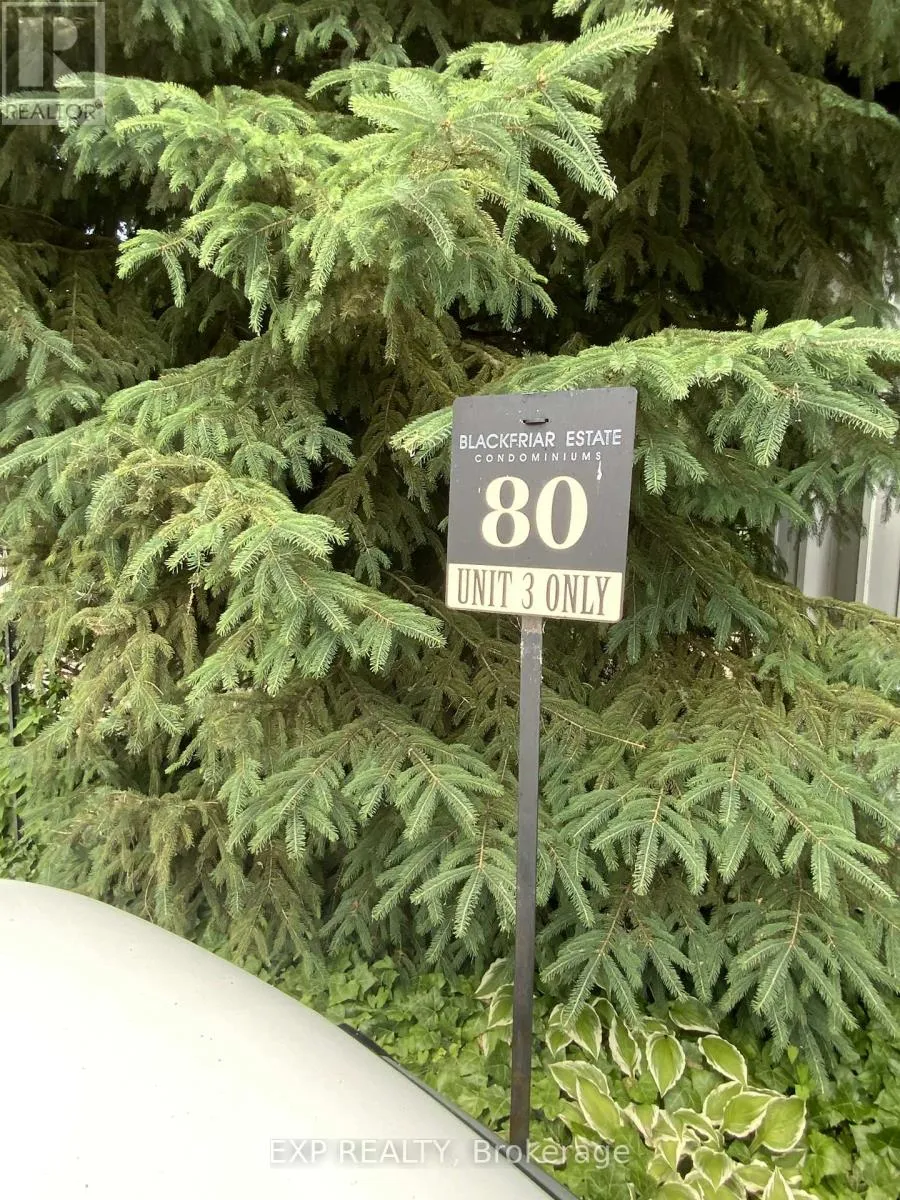 REALTOR®
BLACKFRIAR ESTATE
CONDOMINIUMS
80
UNIT 3 ONLY
EXP REALTY, Brokerage